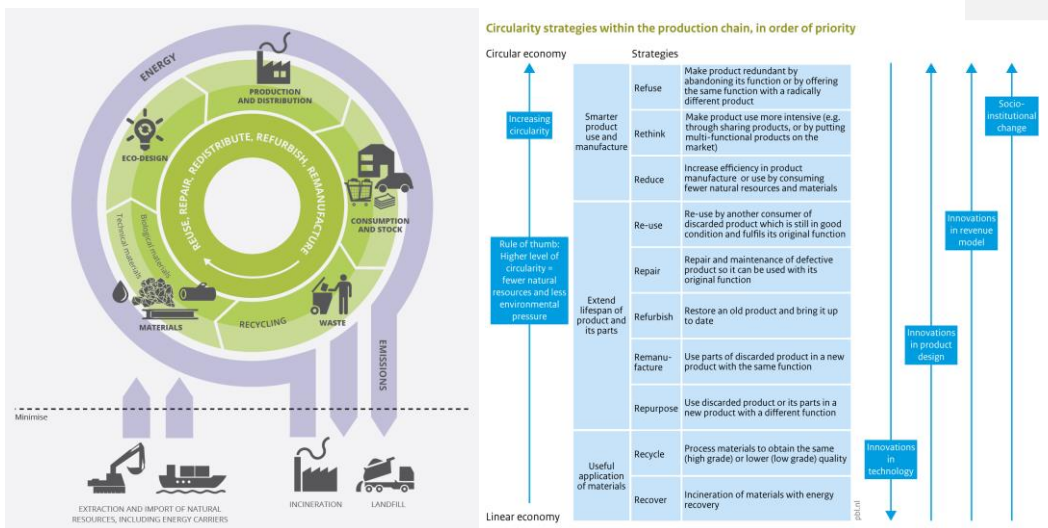 ENERGY
PRODUCTION
AND DISTRIBUTION
ECO-DESIGN
REUSE, REPAIR, REDISTRIBUTE, REFURBISH, REMANUFACTURE
CONSUMPTION
AND STOCK
Technical materials
Biological materials
MATERIALS
RECYCLING
WASTE
EMISSIONS
Minimise
EXTRACTION AND IMPORT OF NATURAL
RESOURCES, INCLUDING ENERGY CARRIERS
INCINERATION
LANDFILL
Circularity strategies within the production chain, in order of priority
Circular economy
Strategies
Increasing
circularity
Rule of thumb:
Higher level of
circularity =
fewer natural
resources and less
environmental
pressure
Linear economy
Smarter
product
use and
manufacture
Refuse
Make product redundant by
abandoning its function or by offering
the same function with a radically
different product
Rethink
Make product use more intensive (e.g.
through sharing products, or by putting
multi-functional products on the
market)
Reduce
Increase efficiency in product
manufacture or use by consuming
fewer natural resources and materials
Extend
lifespan of
product and
its parts
Re-use
Re-use by another consumer of
discarded product which is still in good
condition and fulfils its original function
Repair
Repair and maintenance of defective
product so it can be used with its
original function
Refurbish
Restore an old product and bring it up
to date
Remanu-
facture
Use parts of discarded product in a new
product with the same function
Repurpose
Use discarded product or its parts in a
new product with a different function
Useful
application
of materials
Recycle
Process materials to obtain the same
(high grade) or lower (low grade) quality
Recover
Incineration of materials with energy
recovery
Innovations
in
technology
Innovations
in product
design
Innovations
in revenue
model
Socio-
institutional
change
pbl.nl